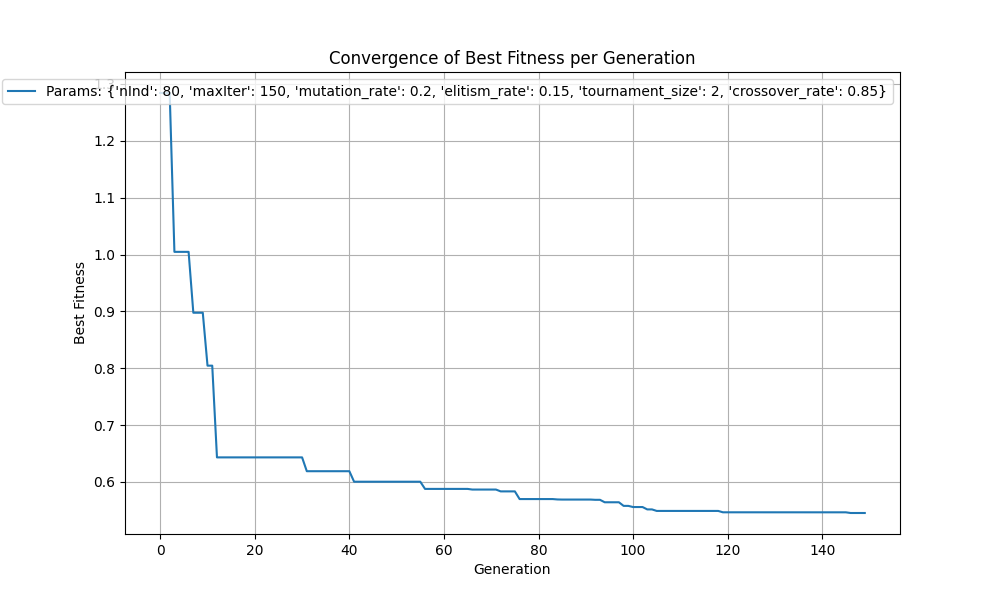 Convergence of Best Fitness per Generation
Params: {'nInd': 80, 'maxIter': 150, 'mutation_rate': 0.2, 'elitism_rate': 0.15, 'tournament_size': 2, 'crossover_rate': 0.85}
1.3
1.2
1.1
1.0
0.9
0.8
0.7
0.6
Best Fitness
0 20 40 60 80 100 120 140
Generation